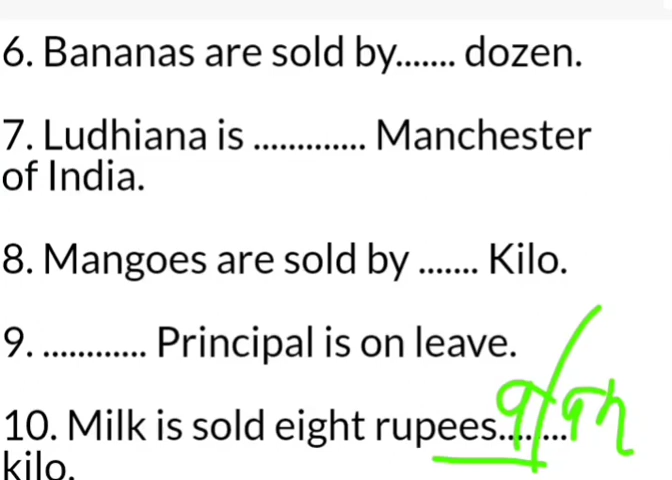 6. Bananas are sold by....... dozen.
7. Ludhiana is ............. Manchester
of India.
8. Mangoes are sold by ....... Kilo.
9. ............ Principal is on leave.
10. Milk is sold eight rupees........
kilo.